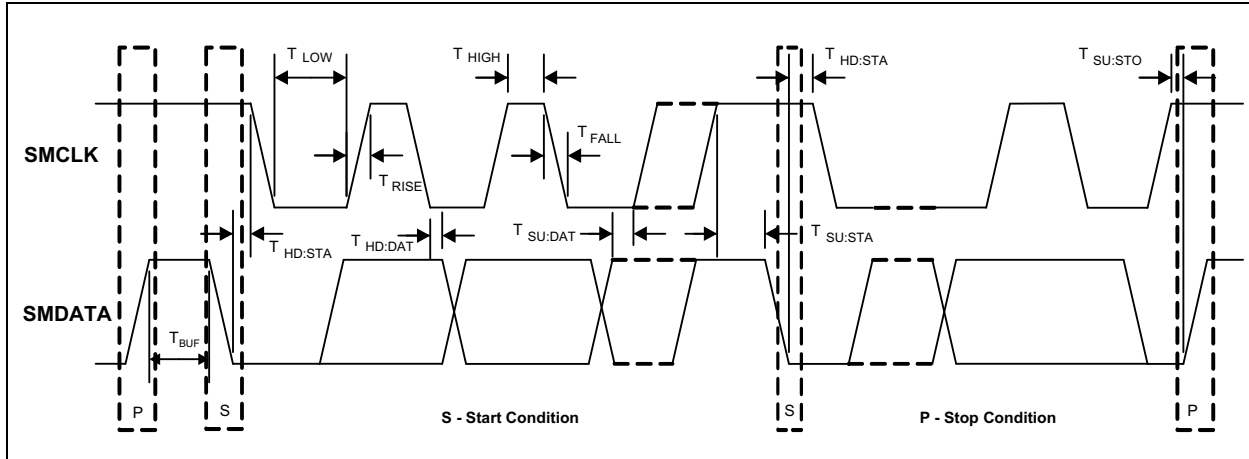 T LOW
T HIGH
T HD:STA
T SU:STO
SMCLK
T FALL
T RISE
T HD:STA
T HD:DAT
T SU:DAT
T SU:STA
SMDATA
T BUF
P
S
S - Start Condition
S
P - Stop Condition
P